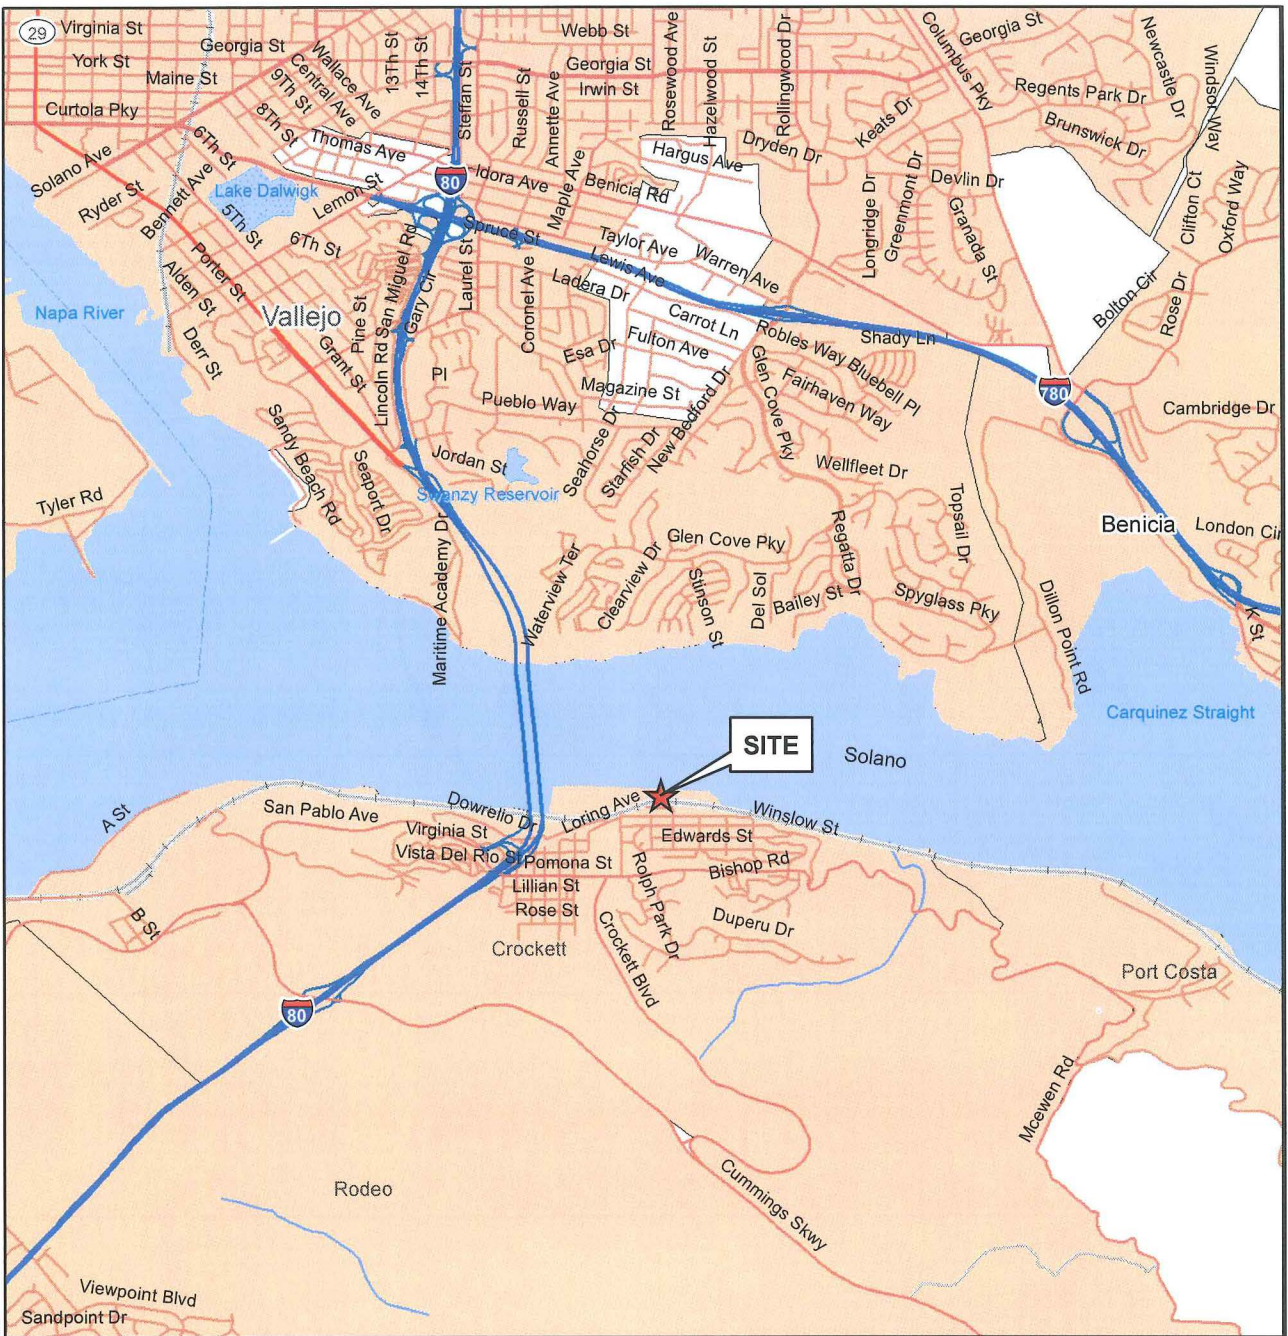 29
Virginia St
York St
Maine St
Georgia St
Curtola Pky
Wallace Ave
Central Ave
9Th St
8Th St
6Th St
13Th St
14Th St
Steffan St
Webb St
Georgia St
Irwin St
Russell St
Annette Ave
Rosewood Ave
Hazelwood St
Rollingwood Dr
Columbus Pky
Georgia St
Newcastle Dr
Windsor Way
Regents Park Dr
Brunswick Dr
Keats Dr
Dryden Dr
Thomas Ave
Solano Ave
Ryder St
Bennett Ave
Lake Dalwigk
Lemon St
5Th St
6Th St
80
Idora Ave
Maple Ave
Benicia Rd
Hargus Ave
Longridge Dr
Greenmont Dr
Devlin Dr
Granada St
Clifton Ct
Oxford Way
Spruce St
Taylor Ave
Lewis Ave
Warren Ave
Ladera Dr
Carrot Ln
Porter St
Alden St
Derr St
Napa River
Vallejo
Pine St
Grant St
Lincoln Rd
San Miguel Rd
Gary Cir
Laurel St
Coronel Ave
Esa Dr
Fulton Ave
Magazine St
Robles Way
Bluebell Pl
Shady Ln
Bolton Cir
Rose Dr
780
Fairhaven Way
Glen Cove Pky
Cambridge Dr
Pl
Pueblo Way
Jordan St
Swanzy Reservoir
Seahorse Dr
Starfish Dr
New Bedford Dr
Wellfleet Dr
Topsail Dr
Benicia
London Cir
Tyler Rd
Sandy Beach Rd
Seaport Dr
Maritime Academy Dr
Waterview Ter
Clearview Dr
Glen Cove Pky
Stinson St
Del Sol
Bailey St
Regatta Dr
Spyglass Pky
Dillon Point Rd
K St
Carquinez Straight
SITE
Solano
A St
San Pablo Ave
Dowrello Dr
Loring Ave
Winslow St
Virginia St
Vista Del Rio St
Pomona St
Edwards St
Bishop Rd
Lillian St
Rose St
Rolph Park Dr
Duperu Dr
B St
Crockett
Crockett Blvd
Port Costa
80
Mcewen Rd
Rodeo
Cummings Skwy
Viewpoint Blvd
Sandpoint Dr